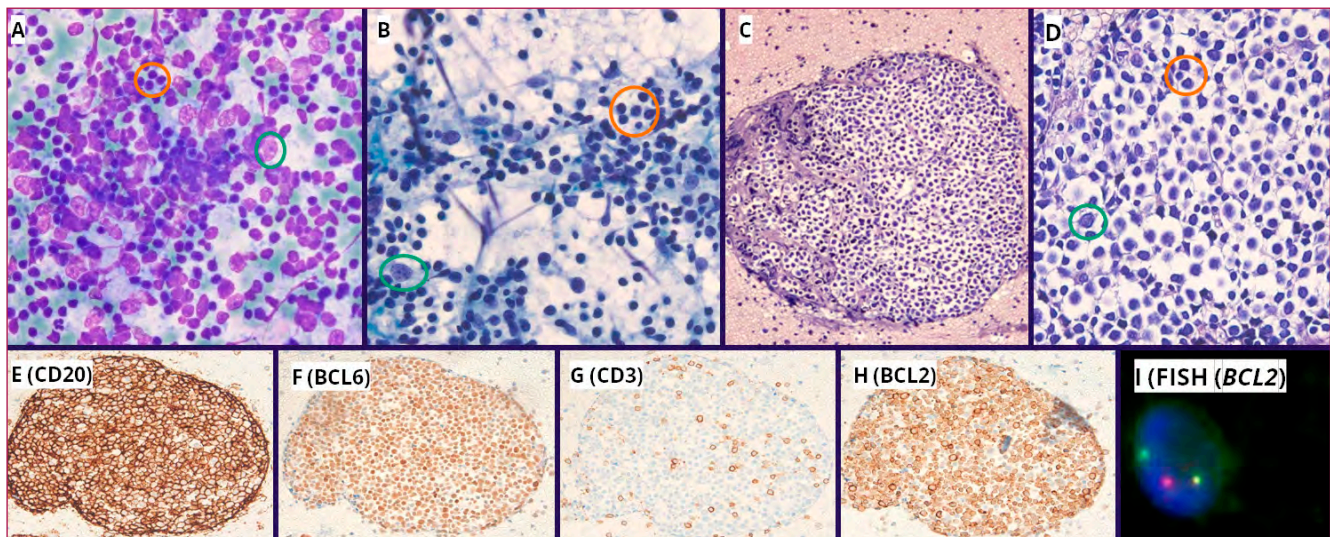 A
B
C
D
E (CD20)
F (BCL6)
G (CD3)
H (BCL2)
I (FISH (BCL2)